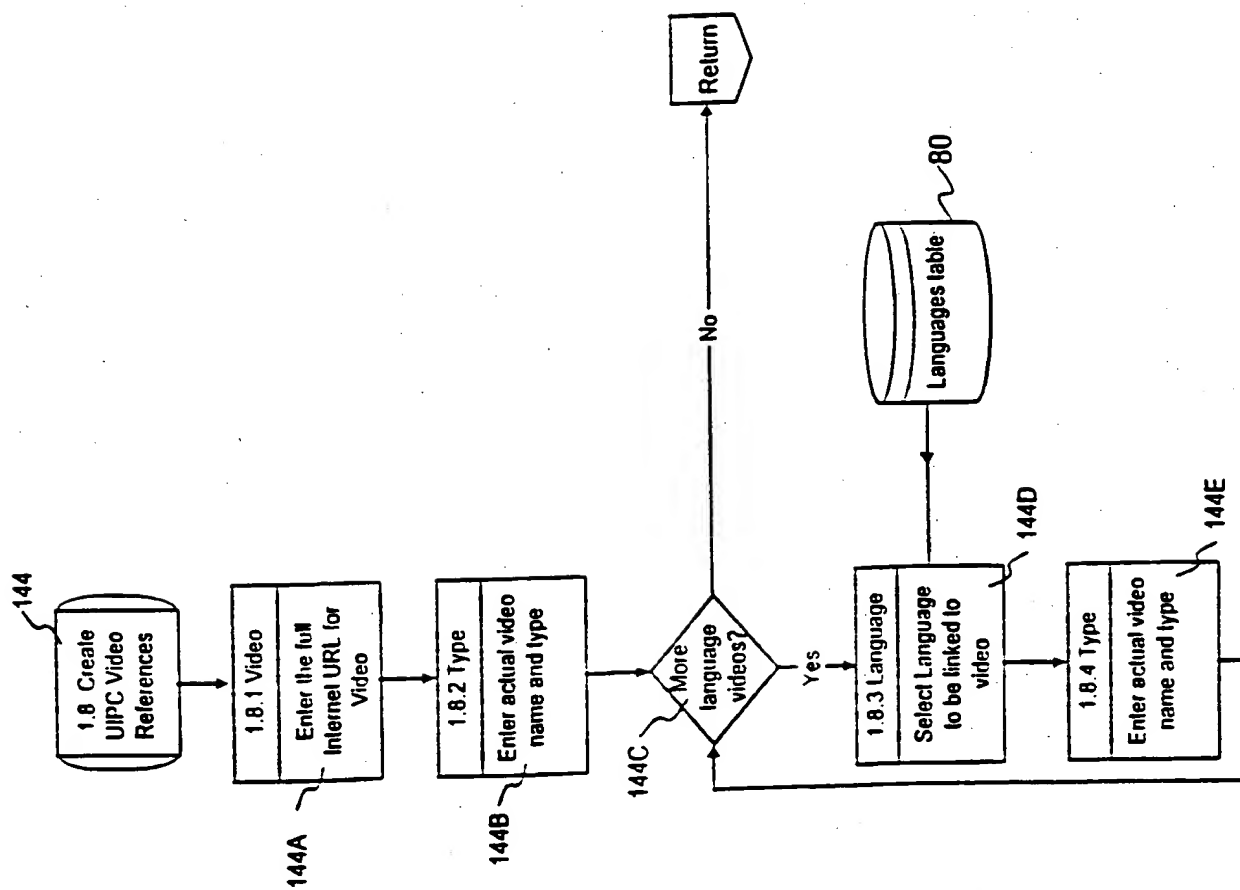 144
1.8 Create
UIPC Video
References
1.8.1 Video
Enter the full
Internet URL for
Video
144A
1.8.2 Type
Enter actual video
name and type
144B
144C
More
language
videos?
No
Return
Yes
1.8.3 Language
Select Language
to be linked to
video
144D
Languages table
80
1.8.4 Type
Enter actual video
name and type
144E